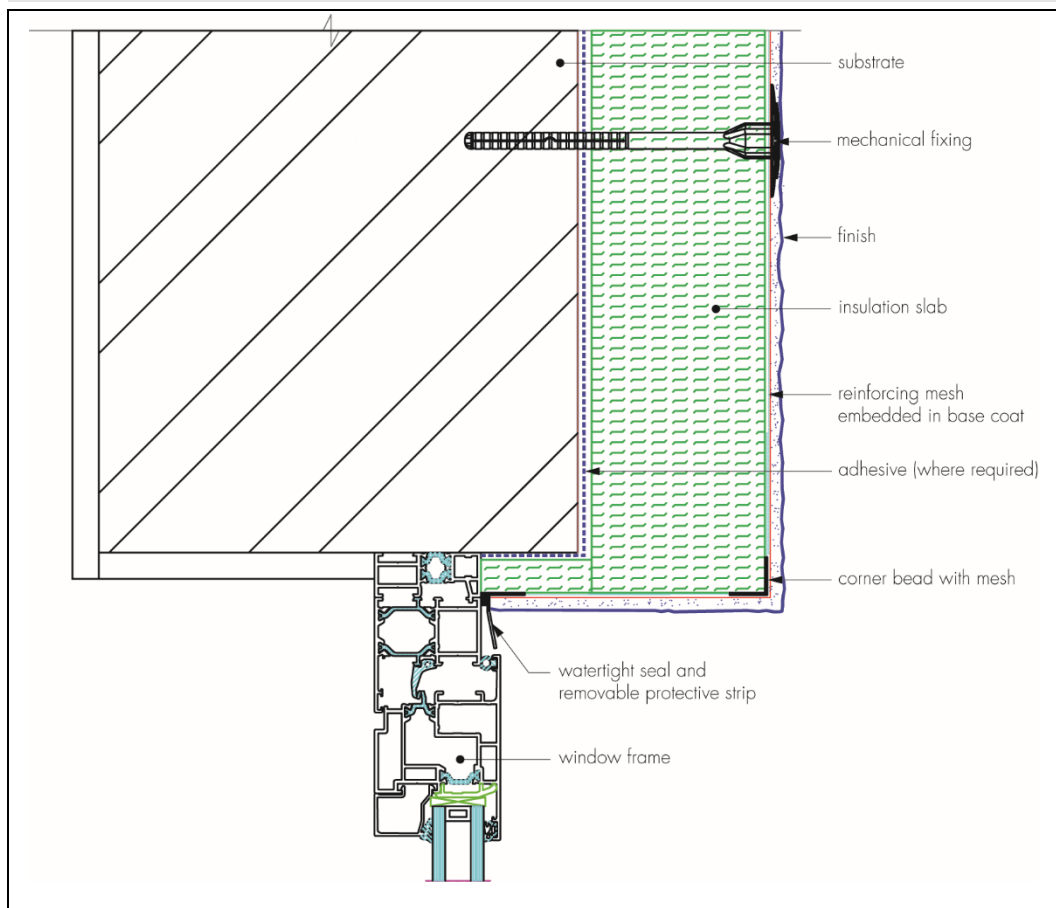 substrate
mechanical fixing
finish
insulation slab
reinforcing mesh
embedded in base coat
adhesive (where required)
corner bead with mesh
watertight seal and
removable protective strip
window frame